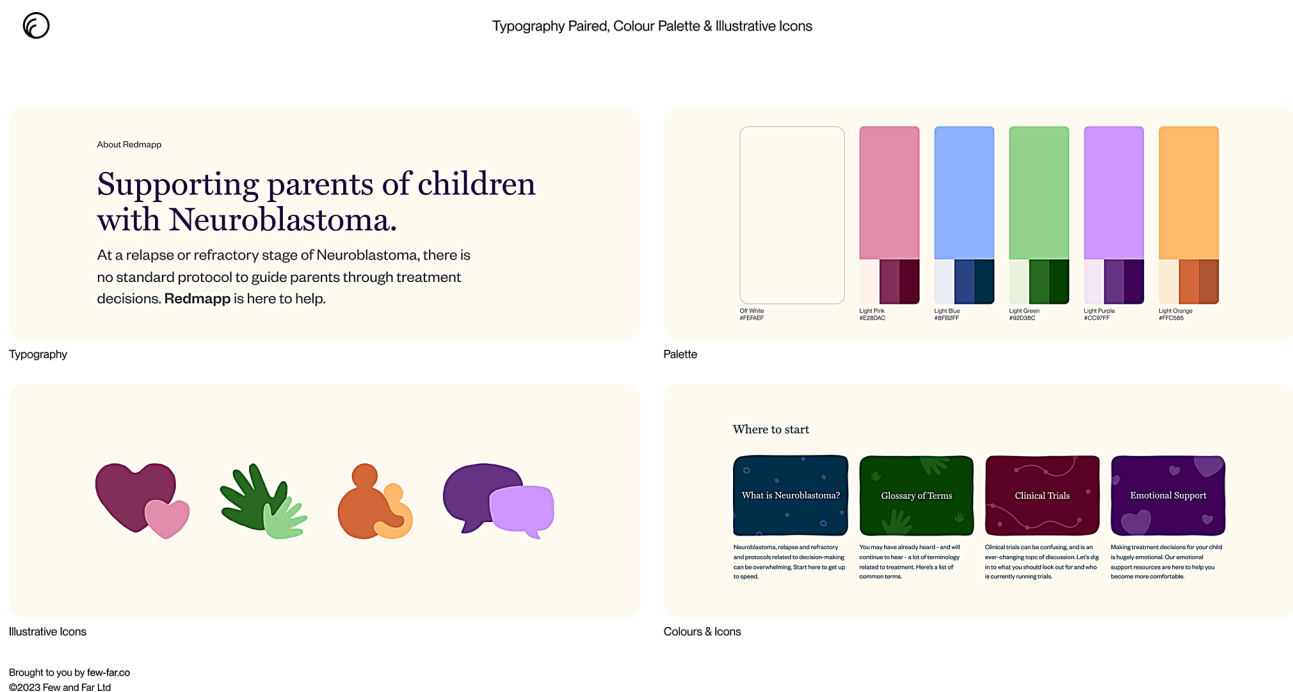 Typography Paired, Colour Palette & Illustrative Icons
About Redmapp
Supporting parents of children
with Neuroblastoma.
At a relapse or refractory stage of Neuroblastoma, there is
no standard protocol to guide parents through treatment
decisions. Redmapp is here to help.
Typography
Off White
#FEFAEF
Light Pink
#E28DAC
Light Blue
#8FB2FF
Light Green
#92D38C
Light Purple
#CC97FF
Light Orange
#FFC585
Palette
Illustrative Icons
Where to start
What is Neuroblastoma?
Neuroblastoma, relapse and refractory
and protocols related to decision-making
can be overwhelming. Start here to get up
to speed.
Glossary of Terms
You may have already heard - and will
continue to hear - a lot of terminology
related to treatment. Here's a list of
common terms.
Clinical Trials
Clinical trials can be confusing, and is an
ever-changing topc of discussion. Let's dig
in to what you should look out for and who
is currently running trials.
Emotional Support
Making treatment decisions for your child
is hugely emotional. Our emotional
support resources are here to help you
become more comfortable.
Colours & Icons
Brought to you by few-far.co
©2023 Few and Far Ltd